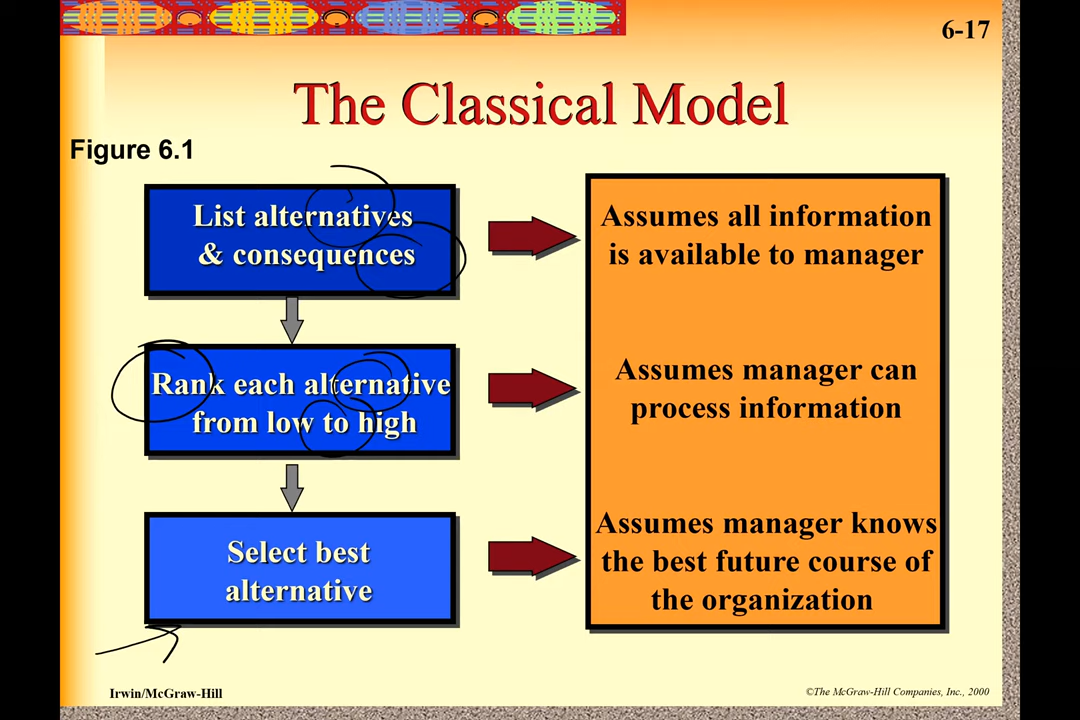 6-17
The Classical Model
Figure 6.1
List alternatives
& consequences
Assumes all information
is available to manager
Rank each alternative
from low to high
Assumes manager can
process information
Select best
alternative
Assumes manager knows
the best future course of
the organization
Irwin/McGraw-Hill
©The McGraw-Hill Companies, Inc., 2000